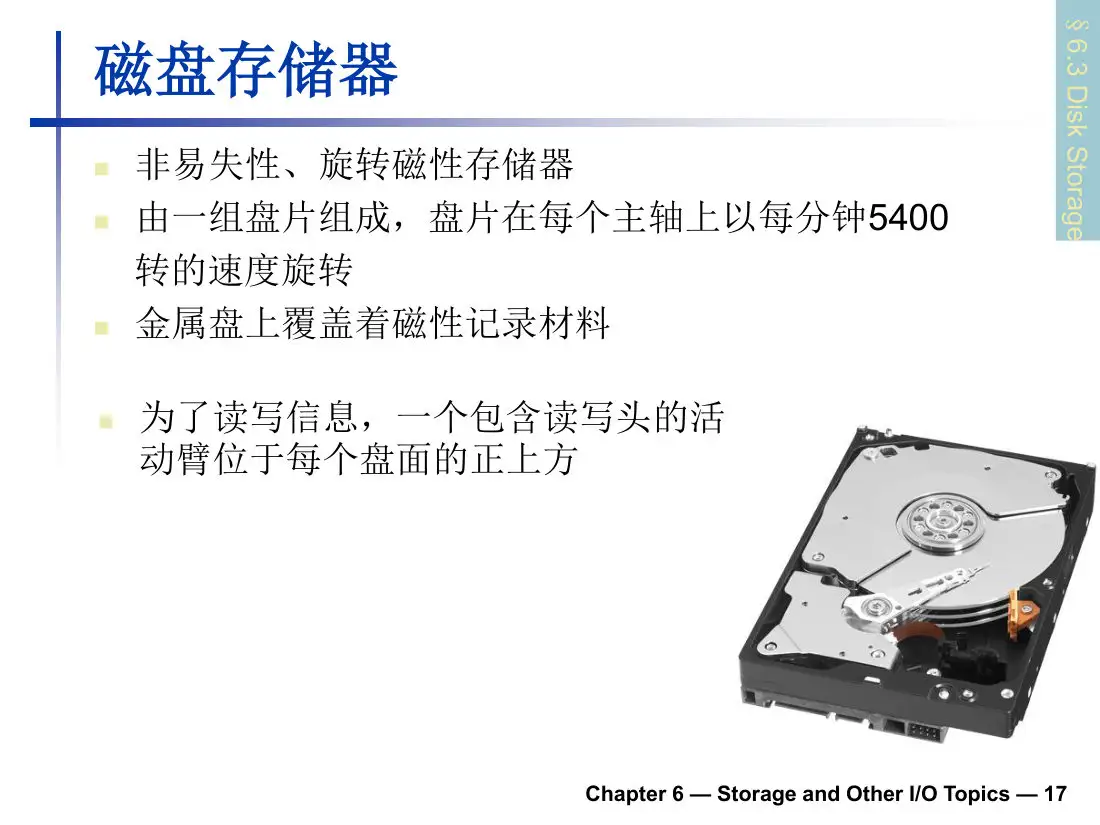 磁盘存储器
§6.3 Disk Storage
非易失性、旋转磁性存储器
由一组盘片组成，盘片在每个主轴上以每分钟5400
转的速度旋转
金属盘上覆盖着磁性记录材料
为了读写信息，一个包含读写头的活
动臂位于每个盘面的正上方
Chapter 6 — Storage and Other I/O Topics — 17